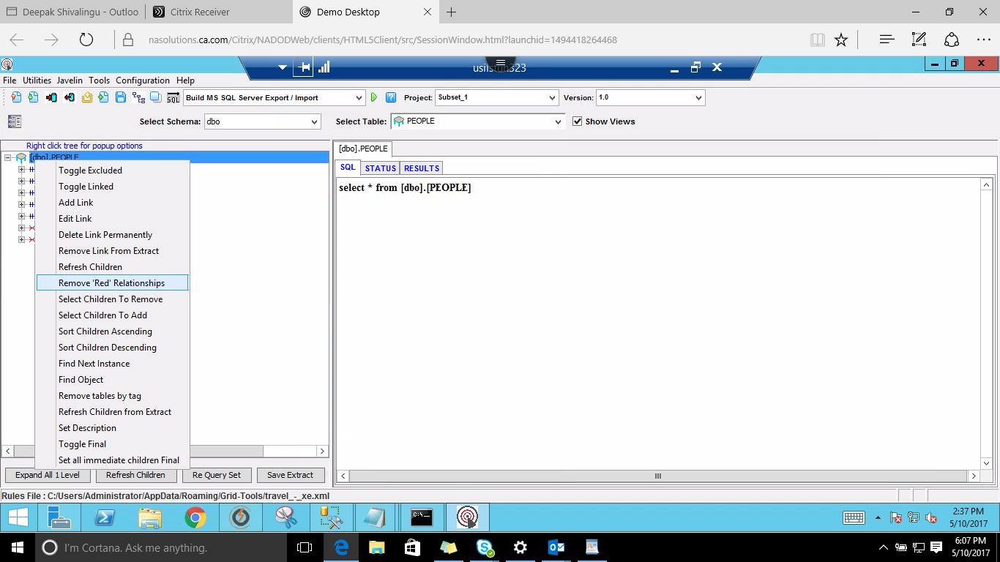 Deepak Shivalingu - Outloo
Citrix Receiver
Demo Desktop
nasolutions.ca.com/Citrix/NADODWeb/clients/HTML5Client/src/SessionWindow.html?launchid=1494418264468
File Utilities Javelin Tools Configuration Help
SQL
Build MS SQL Server Export / Import
Project: Subset_1
Version: 1.0
Select Schema: dbo
Select Table: PEOPLE
Show Views
Right click tree for popup options
[dbo].PEOPLE
Toggle Excluded
Toggle Linked
Add Link
Edit Link
Delete Link Permanently
Remove Link From Extract
Refresh Children
Remove 'Red' Relationships
Select Children To Remove
Select Children To Add
Sort Children Ascending
Sort Children Descending
Find Next Instance
Find Object
Remove tables by tag
Refresh Children from Extract
Set Description
Toggle Final
Set all immediate children Final
Expand All 1 Level
Refresh Children
Re Query Set
Save Extract
[dbo].PEOPLE
SQL STATUS RESULTS
select * from [dbo].[PEOPLE]
Rules File : C:/Users/Administrator/AppData/Roaming/Grid-Tools/travel_-_xe.xml
2:37 PM
5/10/2017
I'm Cortana. Ask me anything.
6:07 PM
5/10/2017